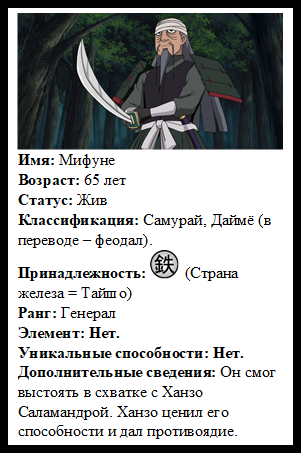 Имя: Мифуне
Возраст: 65 лет
Статус: Жив
Классификация: Самурай, Даймё (в
переводе – феодал).
Принадлежность: 鉄 (Страна
железа = Тайшо)
Ранг: Генерал
Элемент: Нет.
Уникальные способности: Нет.
Дополнительные сведения: Он смог
выстоять в схватке с Ханзо
Саламандрой. Ханзо ценил его
способности и дал противоядие.